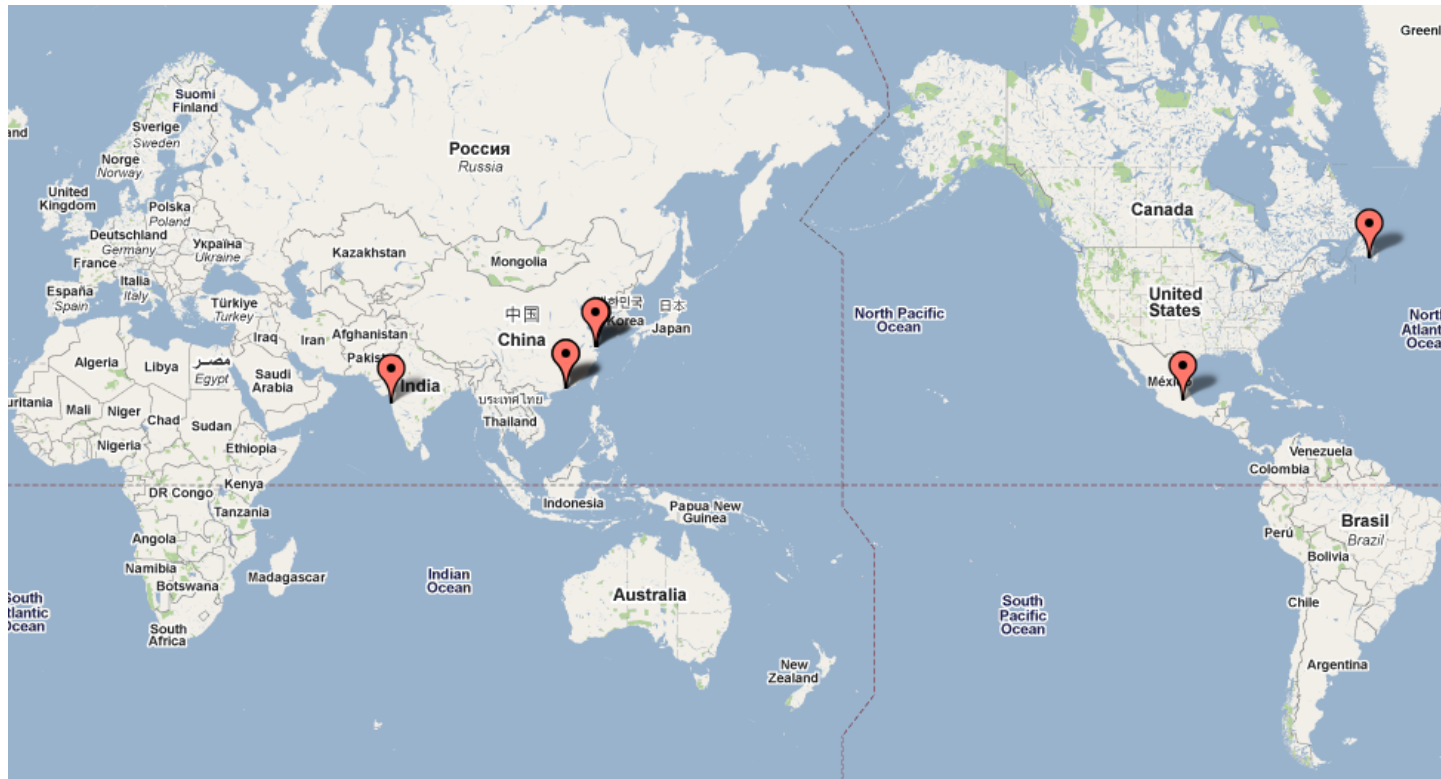 Greenl
and
Suomi
Finland
Sverige
Sweden
Norge
Norway
Россия
Russia
United
Kingdom
Polska
Poland
Canada
Deutschland
Germany
Україна
Ukraine
France
Kazakhstan
Mongolia
Italia
Italy
España
Spain
Türkiye
Turkey
中国
China
한민국
Korea
日本
Japan
United
States
North Pacific
Ocean
North
Atlantic
Ocea
Iraq
Iran
Afghanistan
Pakist
Algeria
Libya
مصر
Egypt
Saudi
Arabia
India
Méxic
uritania
Mali
Niger
Chad
Sudan
ประเทศไทย
Thailand
Nigeria
Ethiopia
Venezuela
Colombia
DR Congo
Kenya
Tanzania
Indonesia
Papua New
Guinea
Brasil
Brazil
Perú
Angola
Bolivia
Namibia
Botswana
Madagascar
Indian
Ocean
Australia
South
tlantic
Ocean
South
Pacific
Ocean
Chile
South
Africa
New
Zealand
Argentina